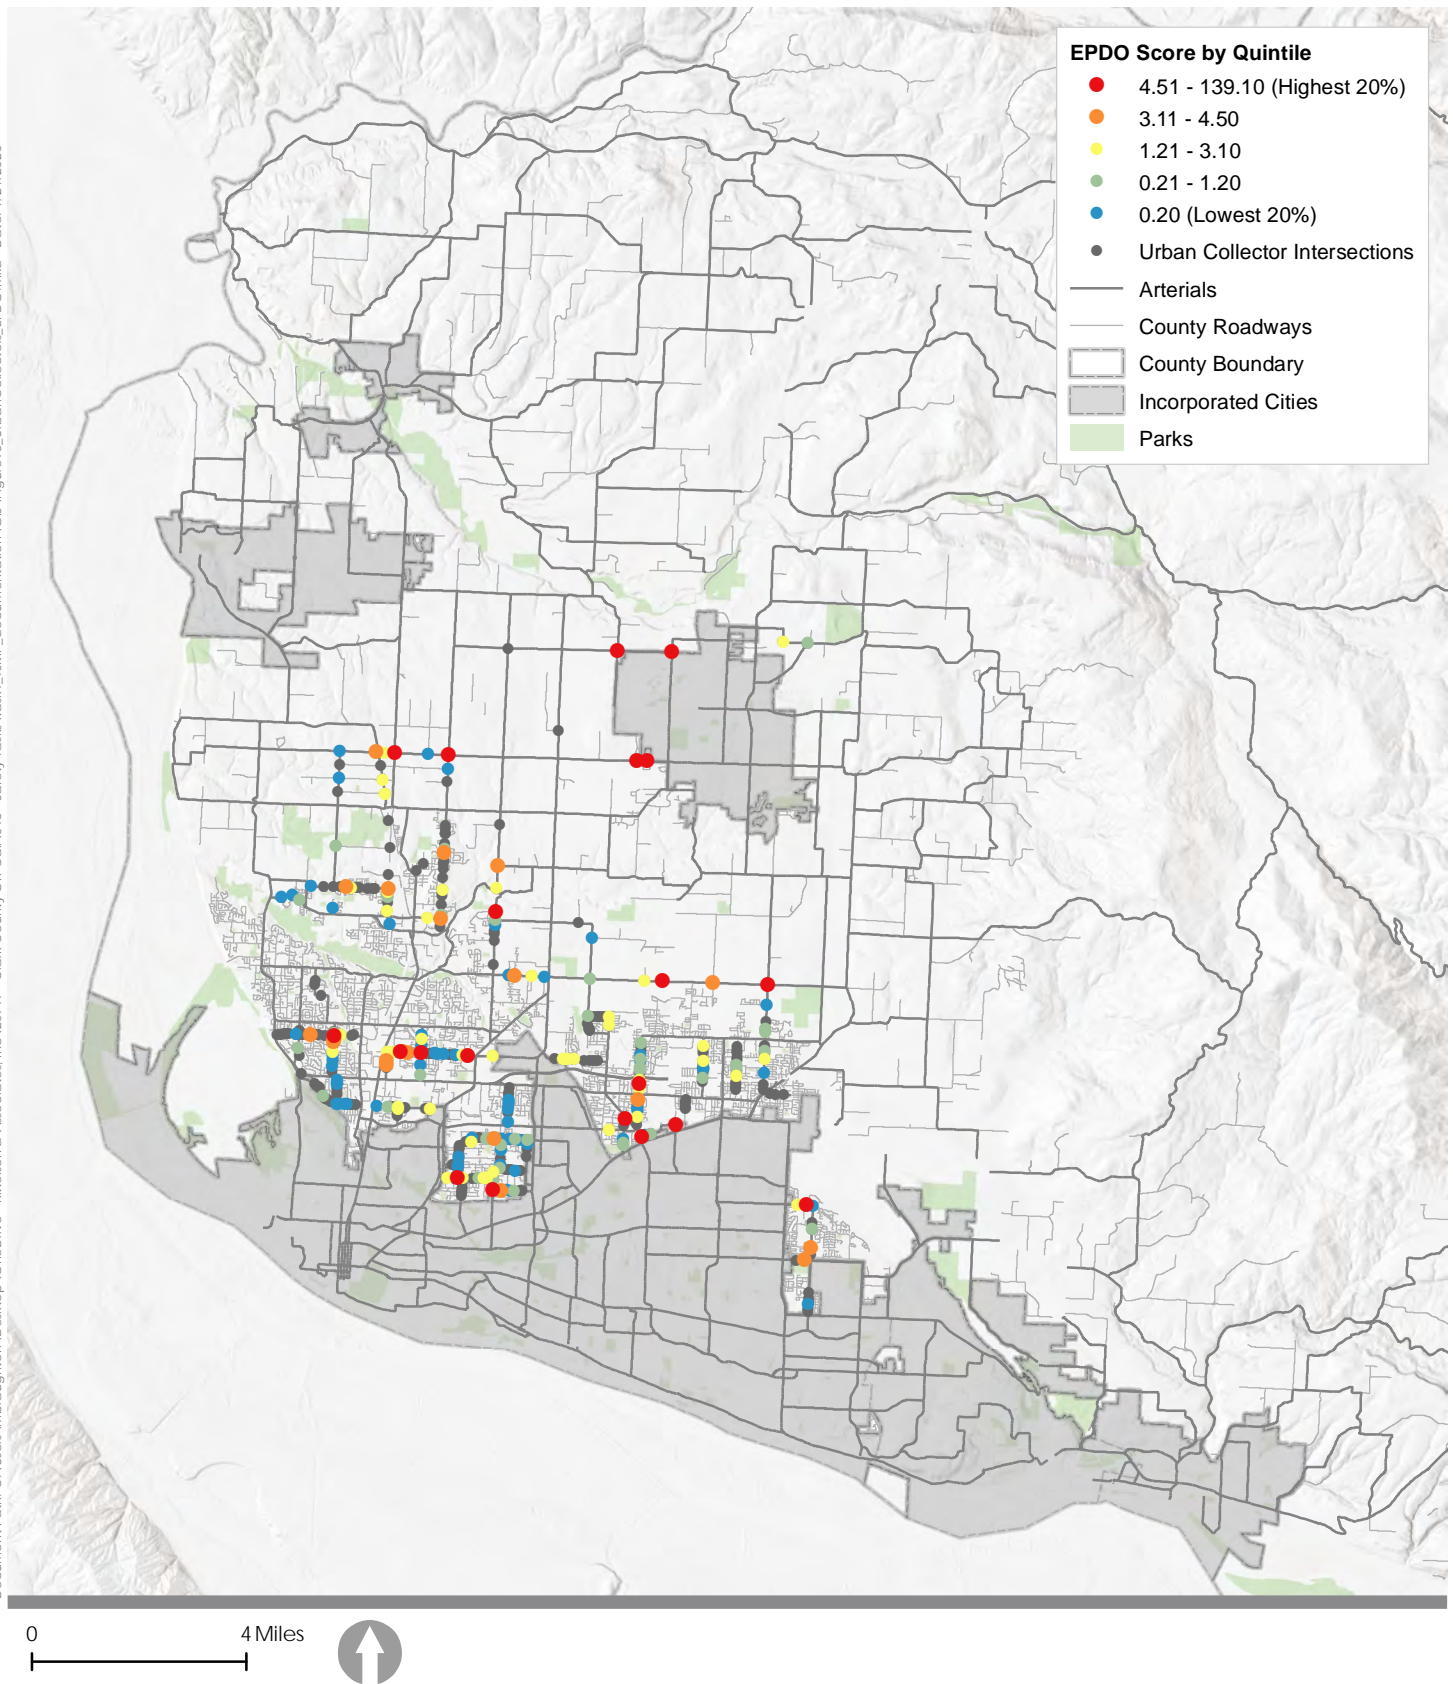 EPDO Score by Quintile
4.51 - 139.10 (Highest 20%)
3.11 - 4.50
1.21 - 3.10
0.21 - 1.20
0.20 (Lowest 20%)
Urban Collector Intersections
Arterials
County Roadways
County Boundary
Incorporated Cities
Parks
0 4 Miles